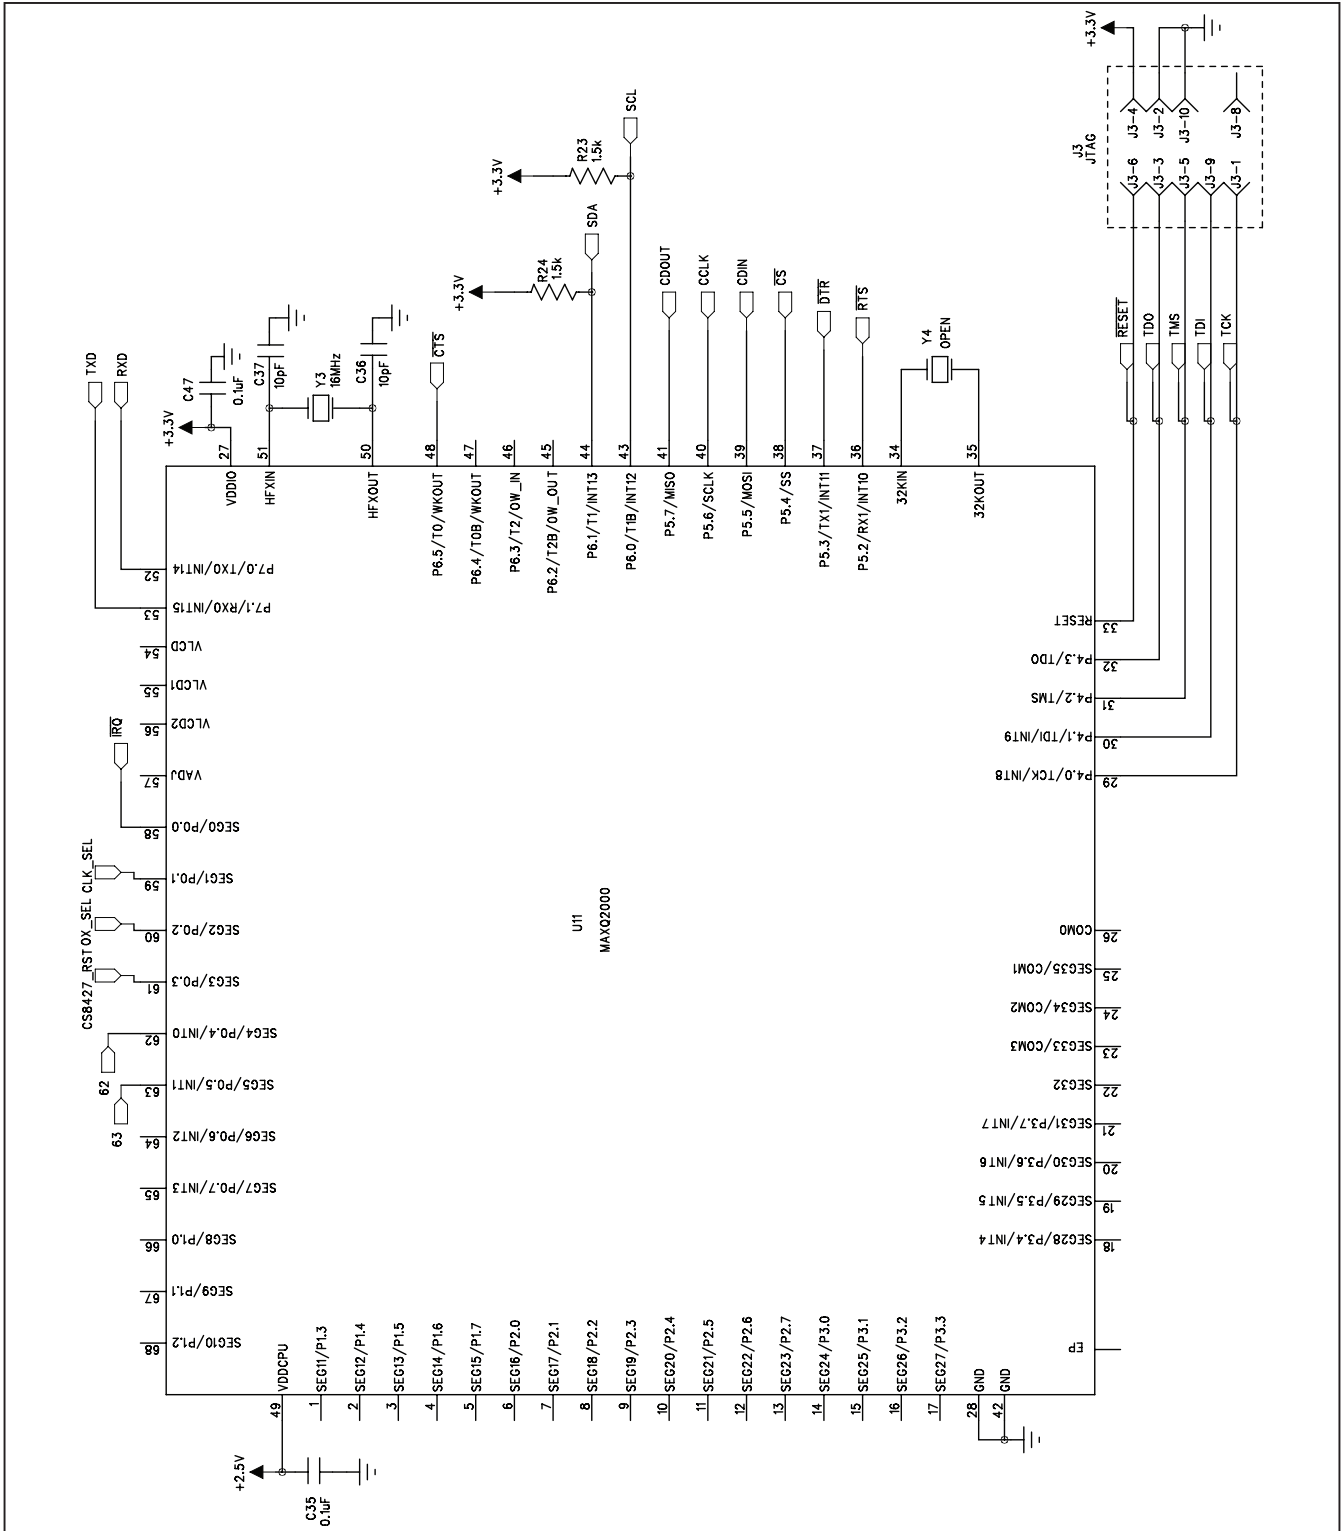 +3.3V
J3
JTAG
J3-4
J3-2
J3-10
J3-8
J3-6
J3-3
J3-5
J3-9
J3-1
SCL
R23
1.5k
+3.3V
SDA
R24
1.5k
+3.3V
CDOUT
CCLK
CDIN
CS
DTR
RTS
CTS
Y4
OPEN
RESET
TDO
TMS
TDI
TCK
TXD
RXD
+3.3V
C47
0.1uF
C37
10pF
Y3
16MHz
C36
10pF
27
51
50
48
47
46
45
44
43
41
40
39
38
37
36
34
35
VDDIO
HFXIN
HFXOUT
P6.5/T0/WKOUT
P6.4/T0B/WKOUT
P6.3/T2/OW_IN
P6.2/T2B/OW_OUT
P6.1/T1/INT13
P6.0/T1B/INT12
P5.7/MISO
P5.6/SCLK
P5.5/MOSI
P5.4/SS
P5.3/TX1/INT11
P5.2/RX1/INT10
32KIN
32KOUT
52 P7.0/TX0/INT14
53 P7.1/RX0/INT15
54 VLCD
55 VLCD1
56 VLCD2
57 VADJ
IRQ
58 SEG0/P0.0
CLK_SEL
59 SEG1/P0.1
OX_SEL
60 SEG2/P0.2
CS8427_RST
61 SEG3/P0.3
62
62 SEG4/P0.4/INT0
63
63 SEG5/P0.5/INT1
64 SEG6/P0.6/INT2
65 SEG7/P0.7/INT3
66 SEG8/P1.0
67 SEG9/P1.1
68 SEG10/P1.2
U11
MAXQ2000
RESET 33
P4.3/TDO 32
P4.2/TMS 31
P4.1/TDI/INT9 30
P4.0/TCK/INT8 29
COM0 26
SEG35/COM1 25
SEG34/COM2 24
SEG33/COM3 23
SEG32 22
SEG31/P3.7/INT7 21
SEG30/P3.6/INT6 20
SEG29/P3.5/INT5 19
SEG28/P3.4/INT4 18
EP
VDDCPU
SEG11/P1.3
SEG12/P1.4
SEG13/P1.5
SEG14/P1.6
SEG15/P1.7
SEG16/P2.0
SEG17/P2.1
SEG18/P2.2
SEG19/P2.3
SEG20/P2.4
SEG21/P2.5
SEG22/P2.6
SEG23/P2.7
SEG24/P3.0
SEG25/P3.1
SEG26/P3.2
SEG27/P3.3
GND
GND
49
1
2
3
4
5
6
7
8
9
10
11
12
13
14
15
16
17
28
42
+2.5V
C35
0.1uF